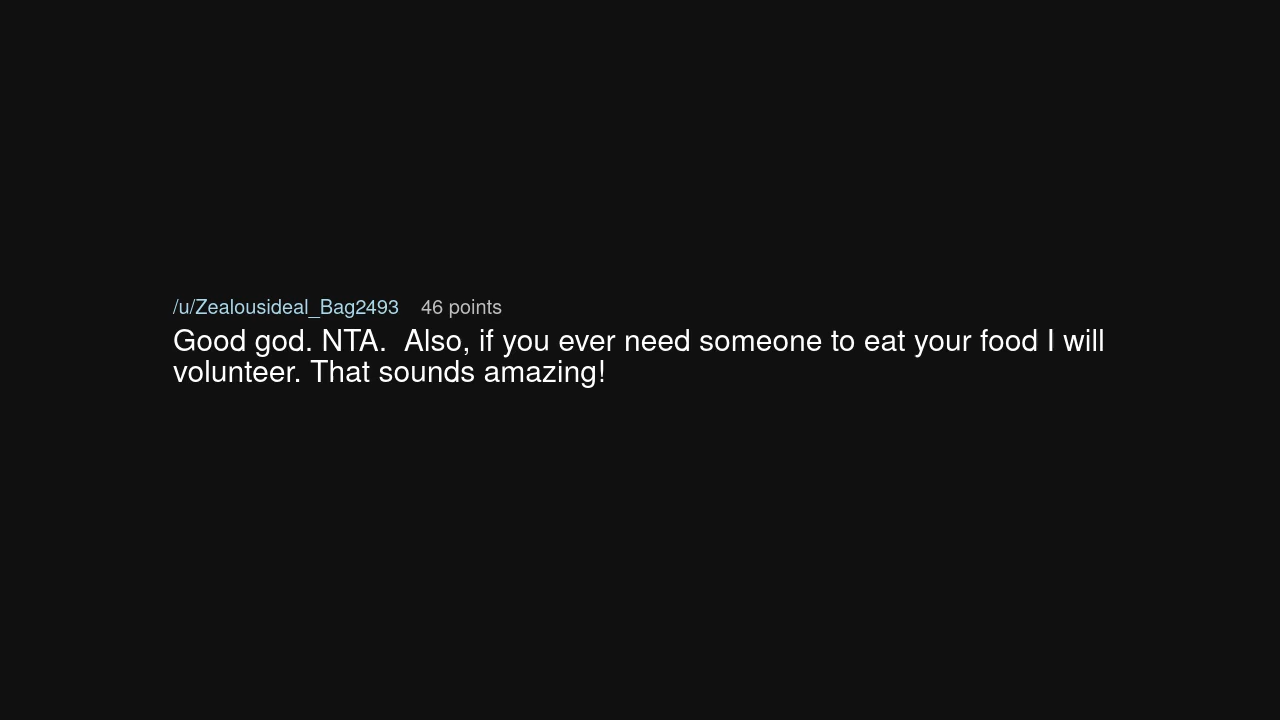 /u/Zealousideal_Bag2493 46 points
Good god. NTA.  Also, if you ever need someone to eat your food I will
volunteer. That sounds amazing!